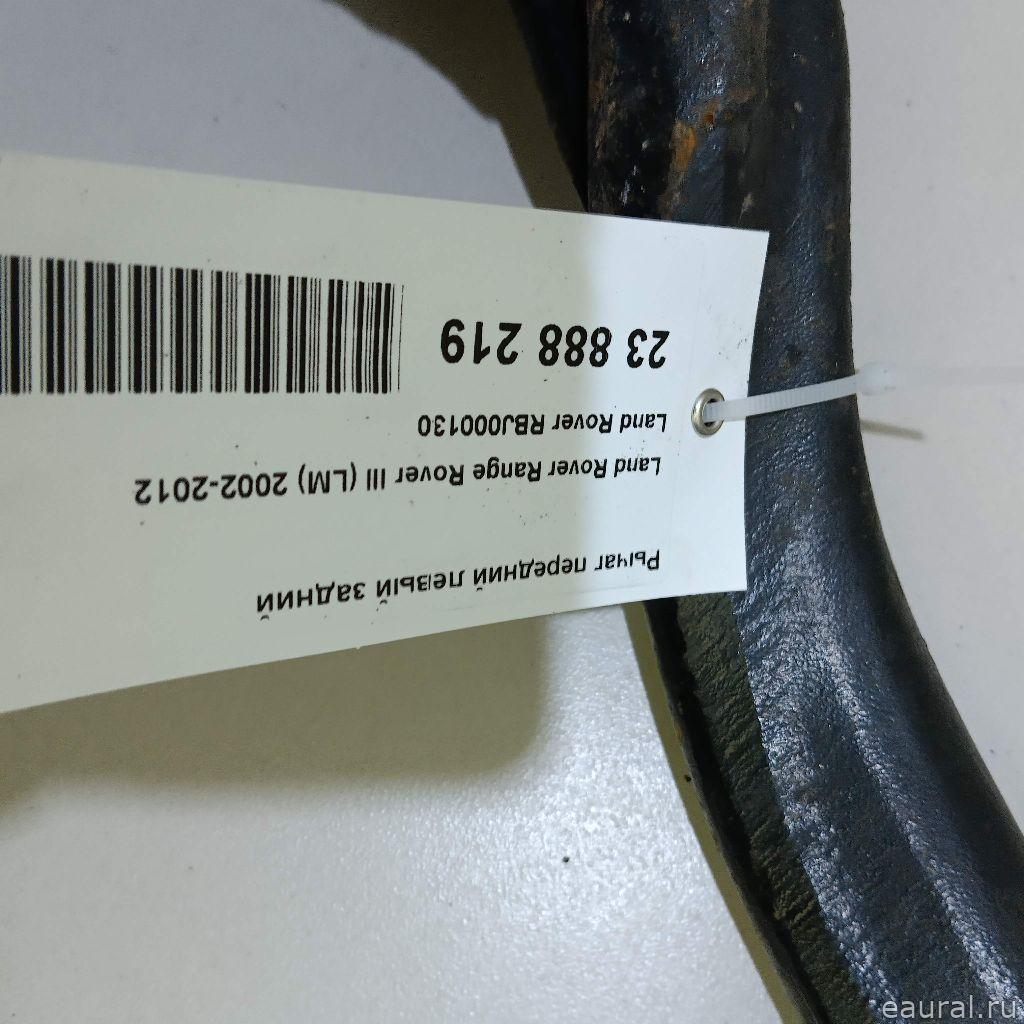 23 888 219
Land Rover RBJ000130
Land Rover Range Rover III (LM) 2002-2012
Рычаг передний левый задний
eaural.ru